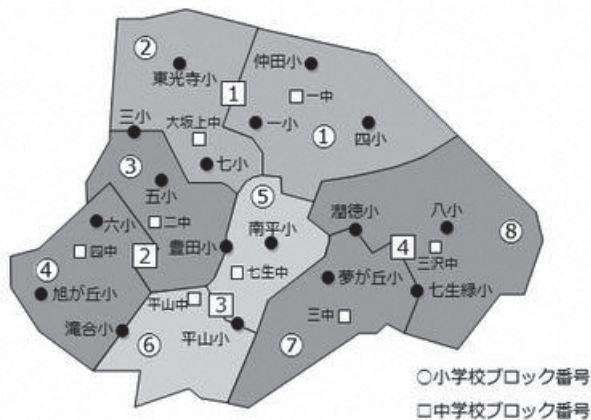 ②
仲田小
東光寺小
1
一中
三小
大坂上中
一小
①
四小
③
七小
五小
⑤
潤徳小
八小
⑧
六小
二中
南平小
4
四中
豊田小
三沢中
2
④
七生中
夢が丘小
七生緑小
旭が丘小
平山中
3
三中
滝合小
⑥
平山小
⑦
○小学校ブロック番号
□中学校ブロック番号